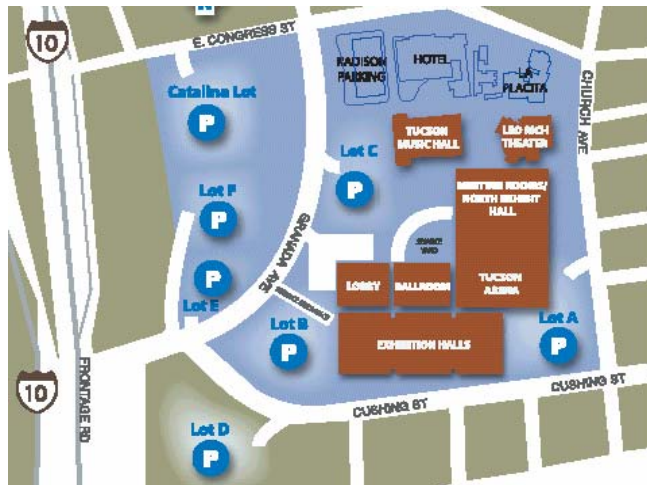 10
E. CONGRESS ST
RADISON
PARKING
HOTEL
LA
PLACITA
CHURCH AVE
Catalina Lot
P
TUCSON
MUSIC HALL
LEO RICH
THEATER
Lot C
P
Lot F
P
MEETING ROOMS/
NORTH EXHIBIT
HALL
GRANADA AVE
P
Lot E
LOBBY
BALLROOM
TUCSON
ARENA
Lot B
P
EXHIBITION HALLS
Lot A
P
10
FRONTAGE RD
CUSHING ST
CUSHING ST
Lot D
P